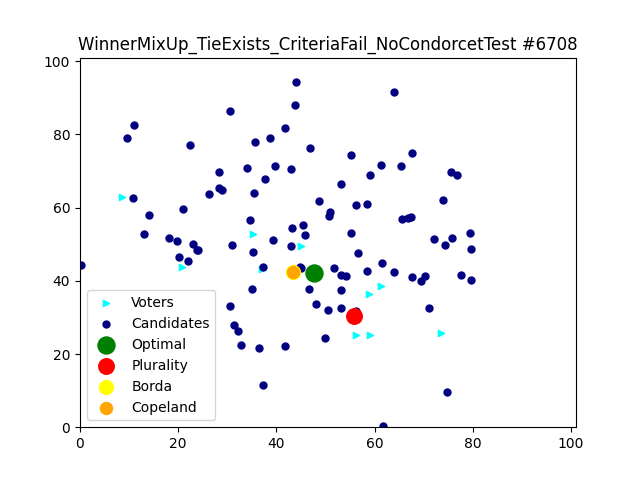 WinnerMixUp_TieExists_CriteriaFail_NoCondorcetTest #6708
100
80
60
40
20
0
Voters
Candidates
Optimal
Plurality
Borda
Copeland
0 20 40 60 80 100